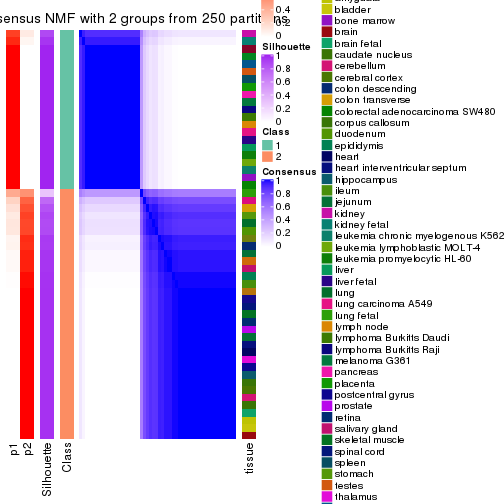 sensus NMF with 2 groups from 250 partitions
p1
p2
Silhouette
Class
tissue
0.4
0.2
0
Silhouette
1
0.8
0.6
0.4
0.2
0
Class
1
2
Consensus
1
0.8
0.6
0.4
0.2
0
bladder
bone marrow
brain
brain fetal
caudate nucleus
cerebellum
cerebral cortex
colon descending
colon transverse
colorectal adenocarcinoma SW480
corpus callosum
duodenum
epididymis
heart
heart interventricular septum
hippocampus
ileum
jejunum
kidney
kidney fetal
leukemia chronic myelogenous K562
leukemia lymphoblastic MOLT-4
leukemia promyelocytic HL-60
liver
liver fetal
lung
lung carcinoma A549
lung fetal
lymph node
lymphoma Burkitts Daudi
lymphoma Burkitts Raji
melanoma G361
pancreas
placenta
postcentral gyrus
prostate
retina
salivary gland
skeletal muscle
spinal cord
spleen
stomach
testes
thalamus